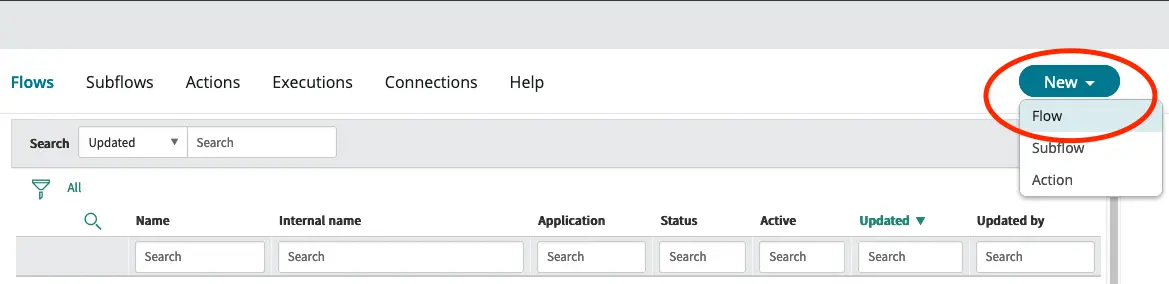 Flows Subflows Actions Executions Connections Help New
Flow
Search Updated Search
Subflow
Action
All
Name Internal name Application Status Active Updated Updated by
Search Search Search Search Search Search Search